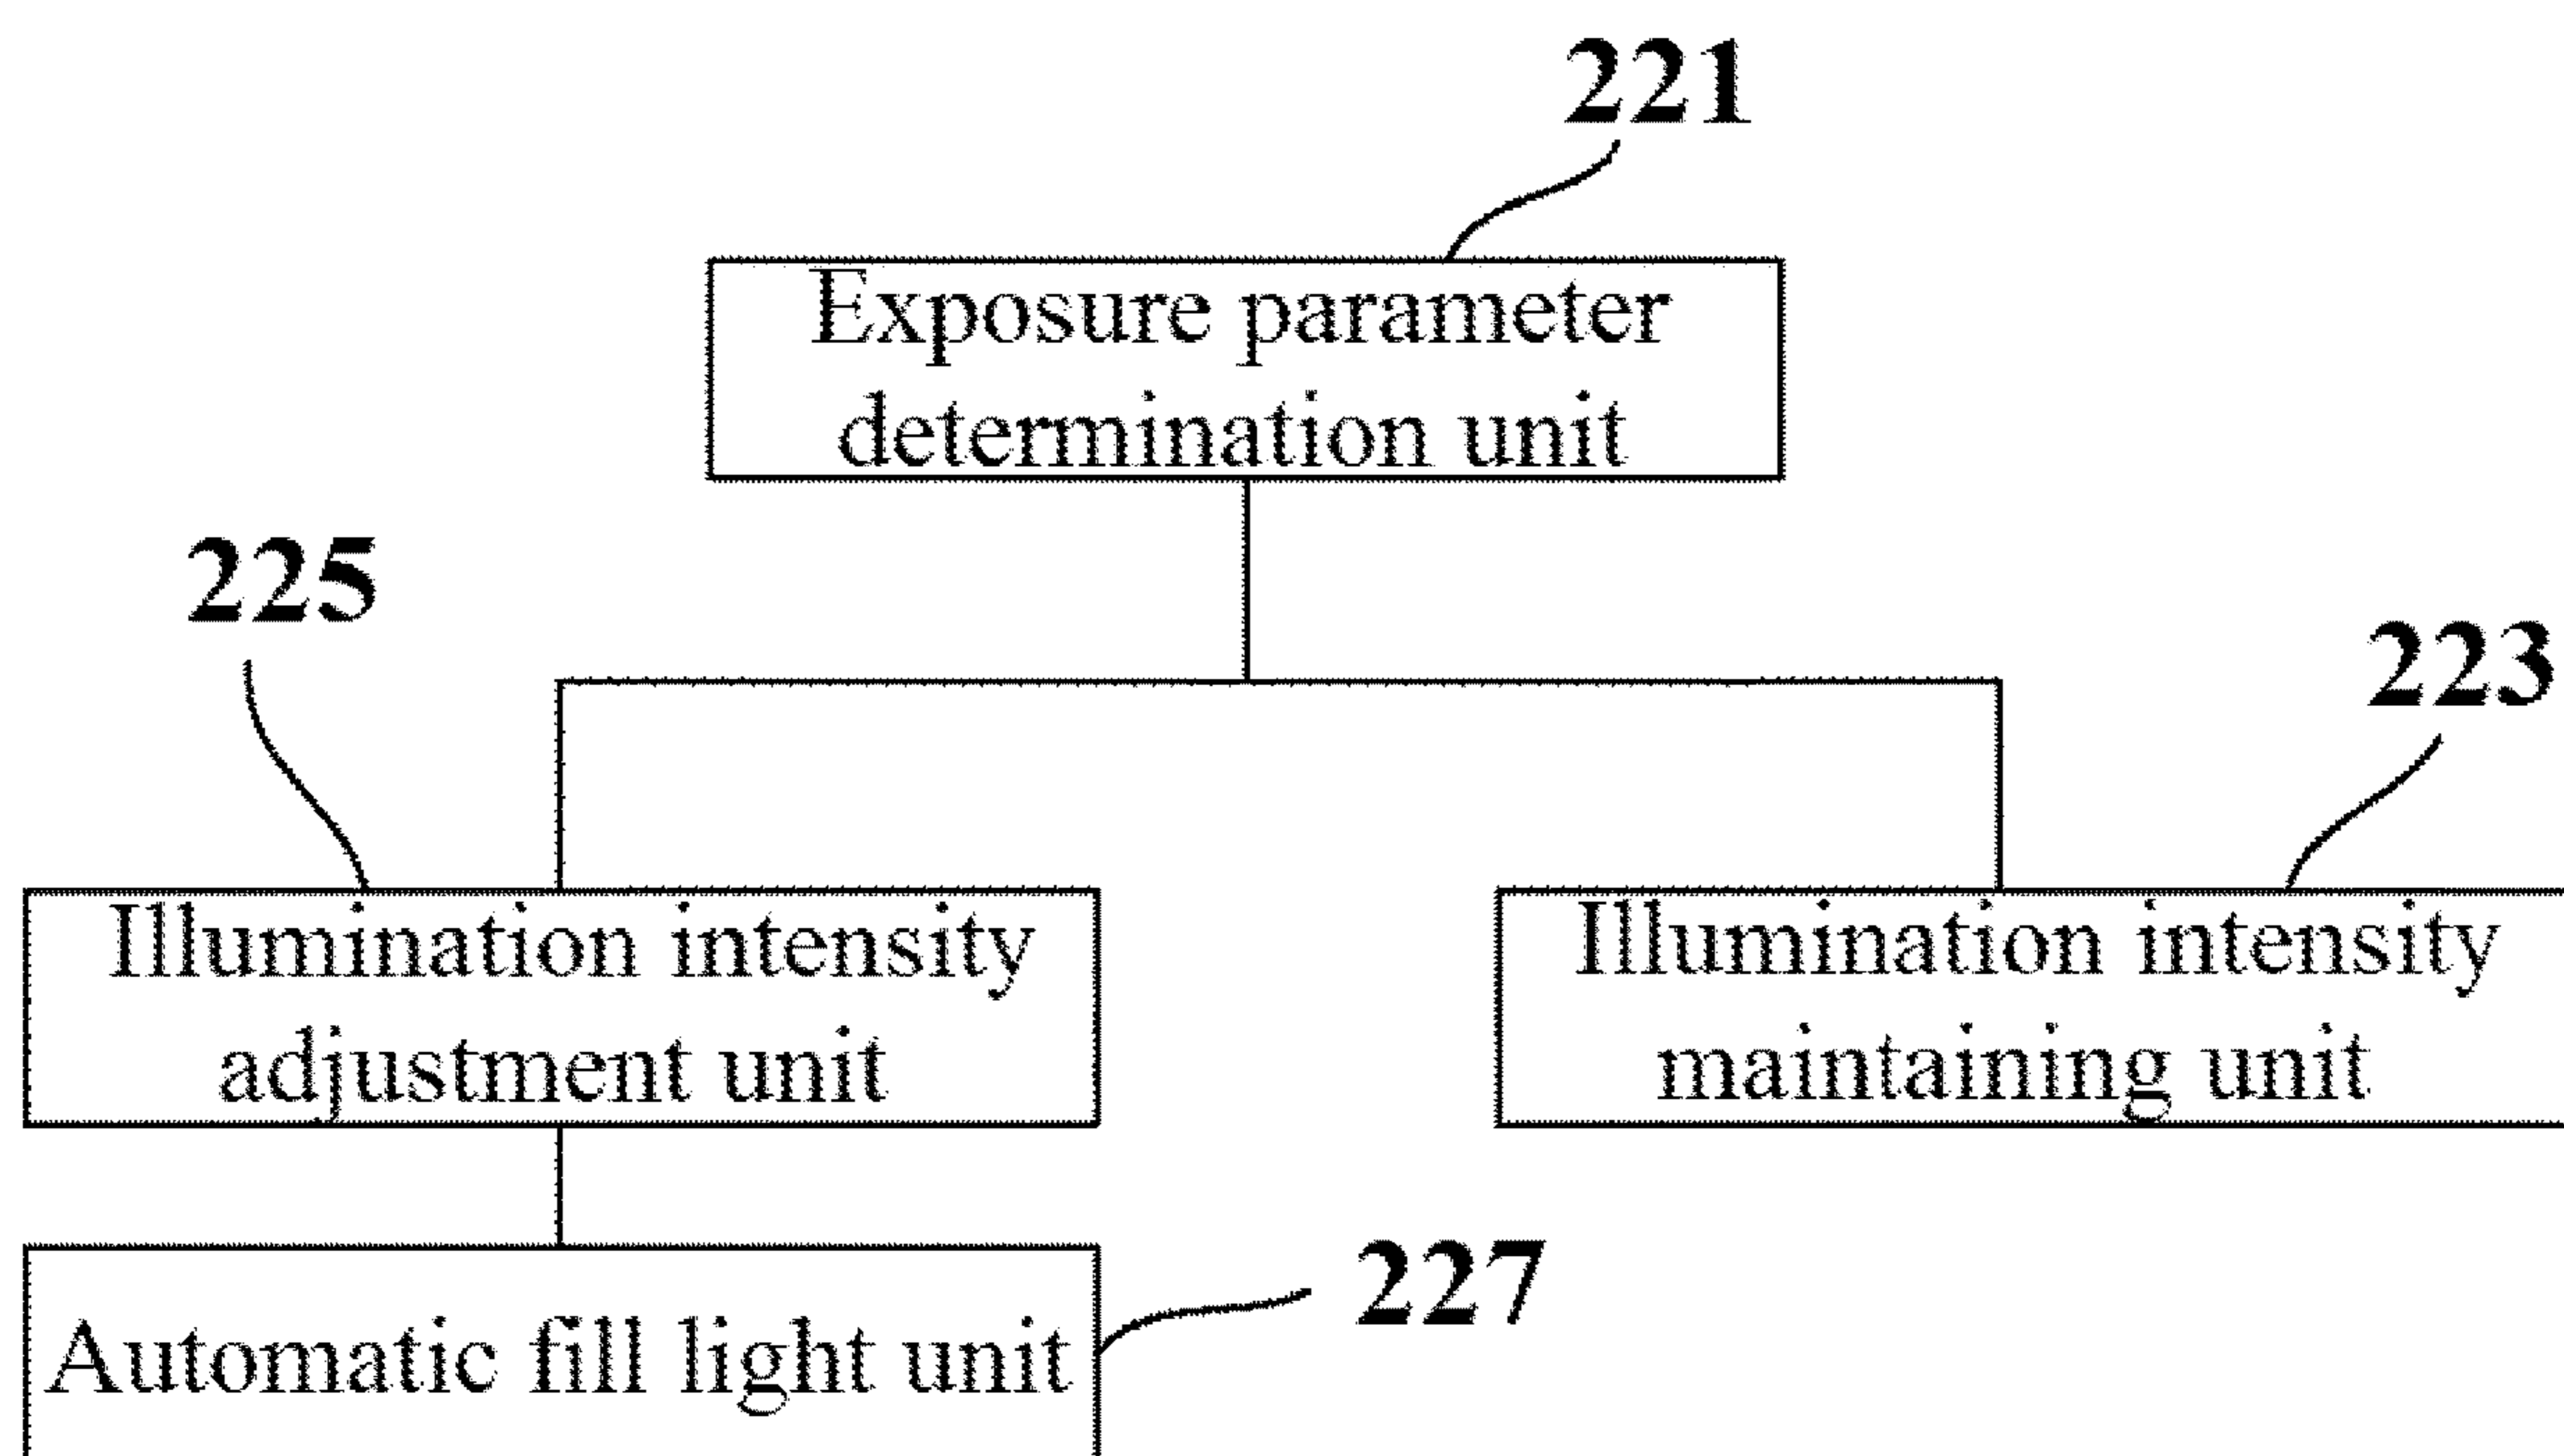 221
Exposure parameter
determination unit
225
223
Illumination intensity
adjustment unit
Illumination intensity
maintaining unit
227
Automatic fill light unit